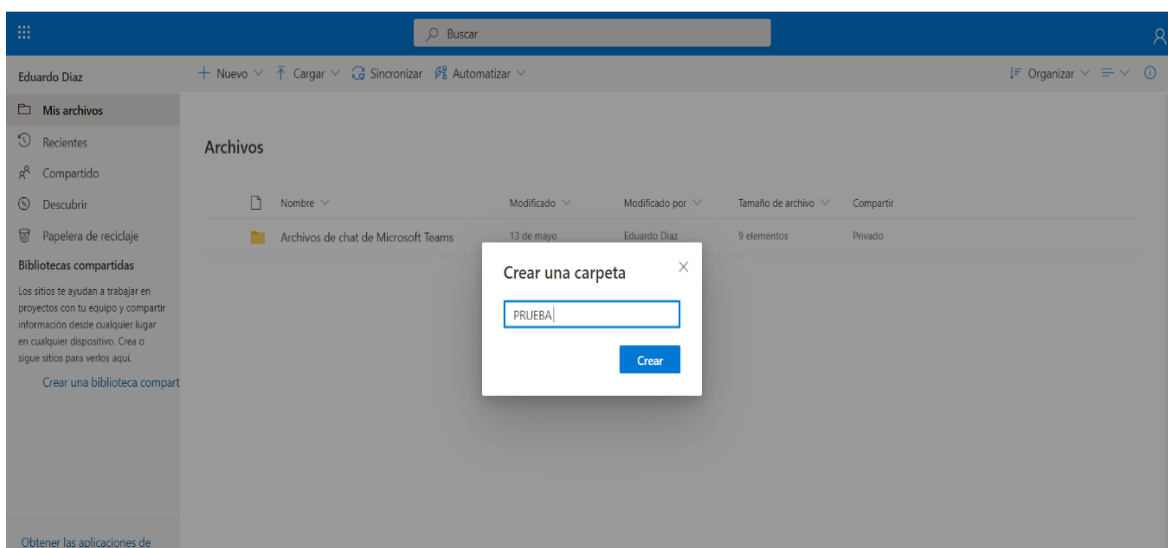 Buscar
Eduardo Diaz
Nuevo Cargar Sincronizar Automatizar Organizar
Mis archivos
Recientes
Compartido
Descubrir
Papelera de reciclaje
Bibliotecas compartidas
Los sitios te ayudan a trabajar en
proyectos con tu equipo y compartir
información desde cualquier lugar
en cualquier dispositivo. Crea o
sigue sitios para verlos aquí.
Crear una biblioteca compart
Obtener las aplicaciones de
Archivos
Nombre Modificado Modificado por Tamaño de archivo Compartir
Archivos de chat de Microsoft Teams 13 de mayo Eduardo Diaz 9 elementos Privado
Crear una carpeta
PRUEBA
Crear